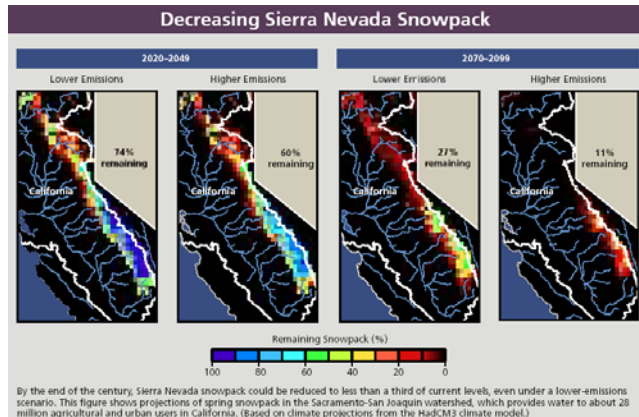 Decreasing Sierra Nevada Snowpack
2020–2049
2070–2099
Lower Emissions
Higher Emissions
Lower Emissions
Higher Emissions
74%
remaining
60%
remaining
27%
remaining
11%
remaining
California
California
California
California
Remaining Snowpack (%)
100 80 60 40 20 0
By the end of the century, Sierra Nevada snowpack could be reduced to less than a third of current levels, even under a lower-emissions
scenario. This figure shows projections of spring snowpack in the Sacramento-San Joaquin watershed, which provides water to about 28
million agricultural and urban users in California. (Based on climate projections from the HadCM3 climate model.)